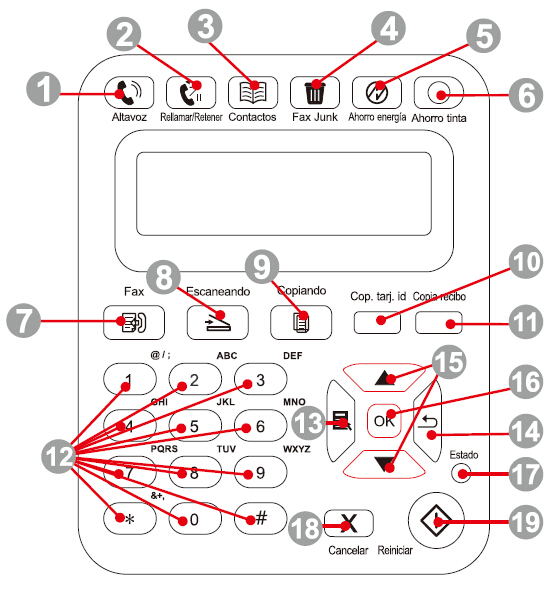 2 3 4 5
1 6
Altavoz Rellamar/Retener Contactos Fax Junk Ahorro energía Ahorro tinta
8 9 10
Fax Escaneando Copiando Cop. tarj. id Copia recibo
7 11
@ / ; ABC DEF
1 2 3 15
16
GHI JKL MNO
4 5 6 13 OK 14
12 Estado
PQRS TUV WXYZ
7 8 9 17
&+,
* 0 # 18 X 19
Cancelar Reiniciar